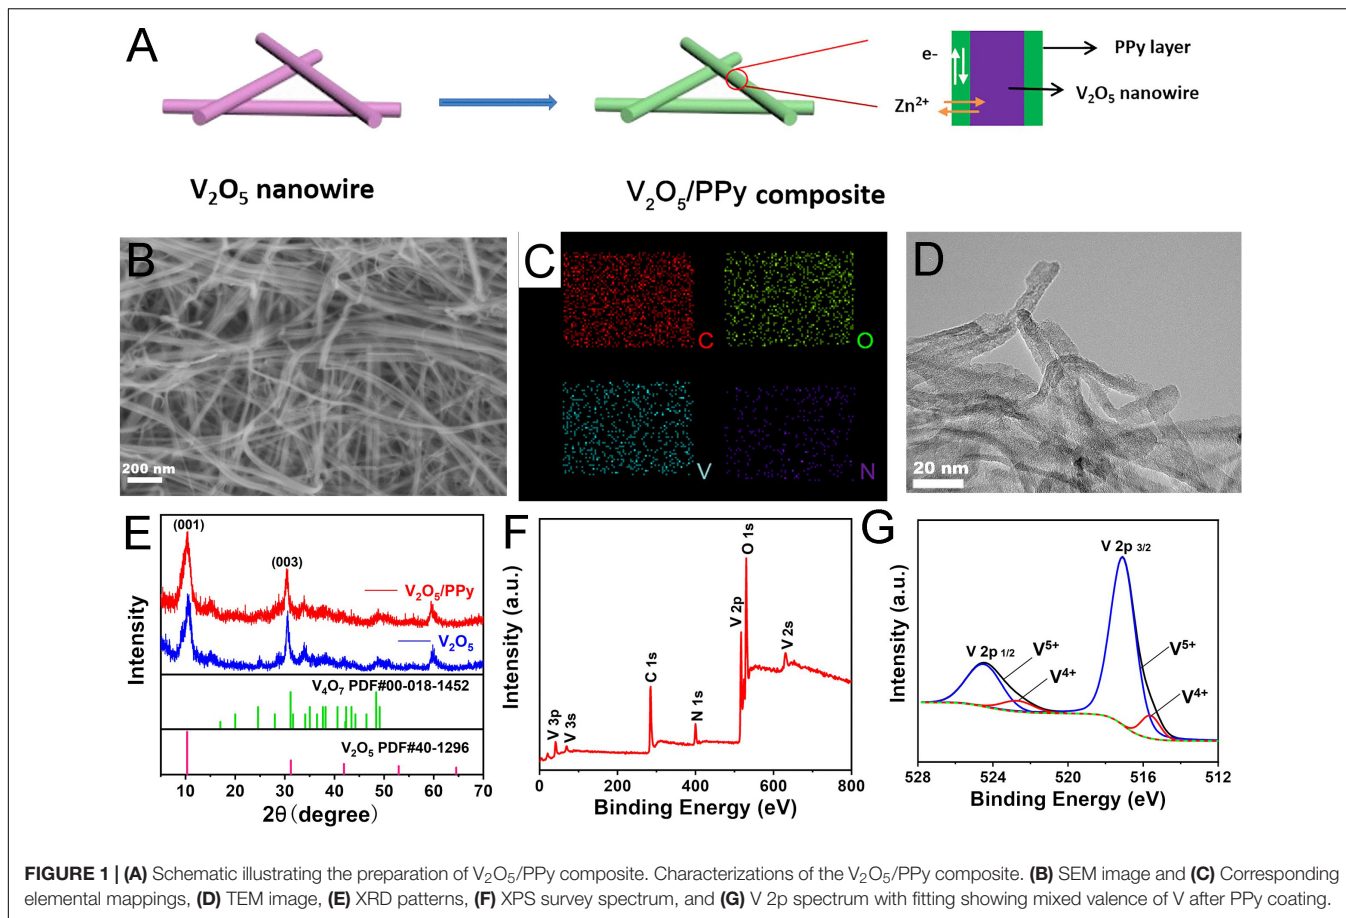 A
e-
Zn2+
PPy layer
V2O5 nanowire
V2O5 nanowire
V2O5/PPy composite
B
200 nm
C
C
O
V
N
D
20 nm
E
(001)
(003)
V2O5/PPy
V2O5
V4O7 PDF#00-018-1452
V2O5 PDF#40-1296
Intensity
10 20 30 40 50 60 70
2θ (degree)
F
Intensity (a.u.)
V 3p
V 3s
C 1s
N 1s
V 2p
O 1s
V 2s
0 200 400 600 800
Binding Energy (eV)
G
Intensity (a.u.)
V 2p 3/2
V 2p 1/2
V5+
V4+
V5+
V4+
528 524 520 516 512
Binding Energy (eV)
FIGURE 1 | (A) Schematic illustrating the preparation of V2O5/PPy composite. Characterizations of the V2O5/PPy composite. (B) SEM image and (C) Corresponding
elemental mappings, (D) TEM image, (E) XRD patterns, (F) XPS survey spectrum, and (G) V 2p spectrum with fitting showing mixed valence of V after PPy coating.